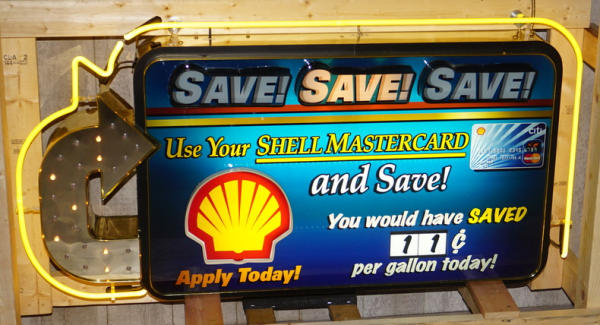 SAVE! SAVE! SAVE!
Use Your SHELL MASTERCARD
citi
and Save!
You would have SAVED
11¢
per gallon today!
Apply Today!